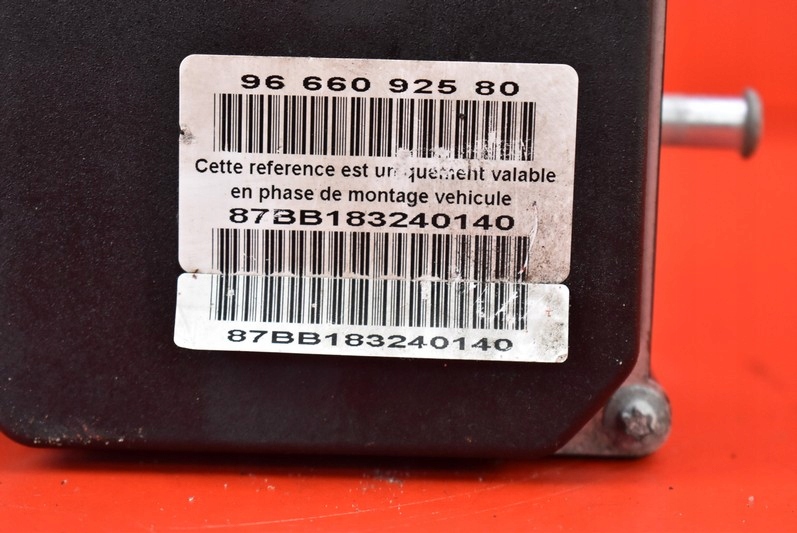 96 660 925 80
Cette reference est uniquement valable
en phase de montage vehicule
87BB183240140
87BB183240140